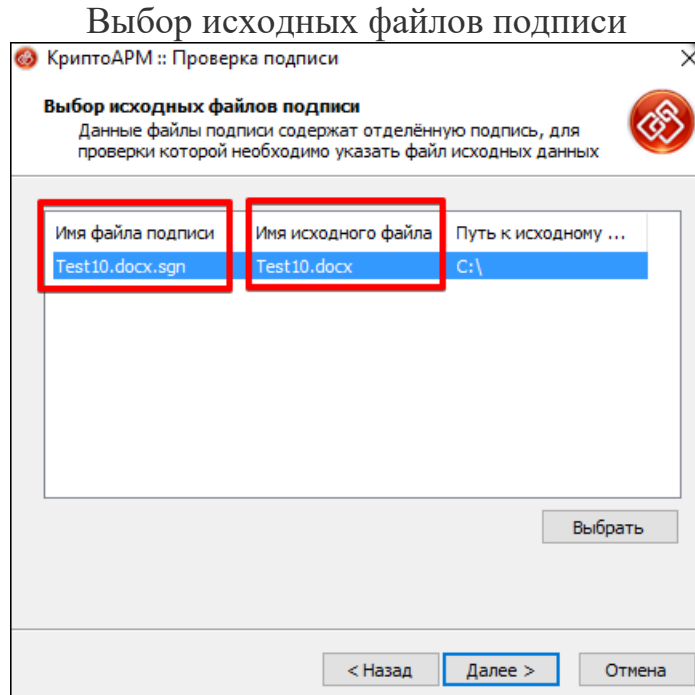 Выбор исходных файлов подписи
КриптоАРМ :: Проверка подписи
Выбор исходных файлов подписи
Данные файлы подписи содержат отделённую подпись, для
проверки которой необходимо указать файл исходных данных
Имя файла подписи Имя исходного файла Путь к исходному ...
Test10.docx.sgn Test10.docx C:\
Выбрать
< Назад Далее > Отмена